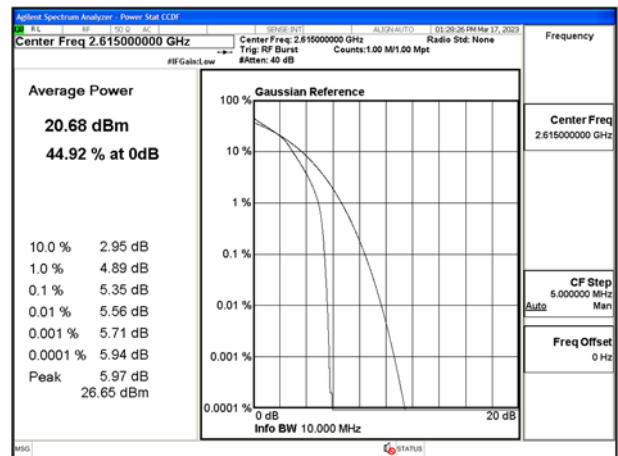 Agilent Spectrum Analyzer - Power Stat CCDF
RL RF 50 Ω AC SENSE:INT ALIGNAUTO 01:28:26 PM Mar 17, 2023
Center Freq 2.615000000 GHz
Center Freq: 2.615000000 GHz Radio Std: None
Trig: RF Burst Counts:1.00 M/1.00 Mpt
#IFGain:Low #Atten: 40 dB
Frequency
Average Power
20.68 dBm
44.92 % at 0dB
10.0 % 2.95 dB
1.0 % 4.89 dB
0.1 % 5.35 dB
0.01 % 5.56 dB
0.001 % 5.71 dB
0.0001 % 5.94 dB
Peak 5.97 dB
26.65 dBm
Gaussian Reference
100 %
10 %
1 %
0.1 %
0.01 %
0.001 %
0.0001 %
0 dB 20 dB
Info BW 10.000 MHz
Center Freq
2.615000000 GHz
CF Step
5.000000 MHz
Auto Man
Freq Offset
0 Hz
MSG STATUS